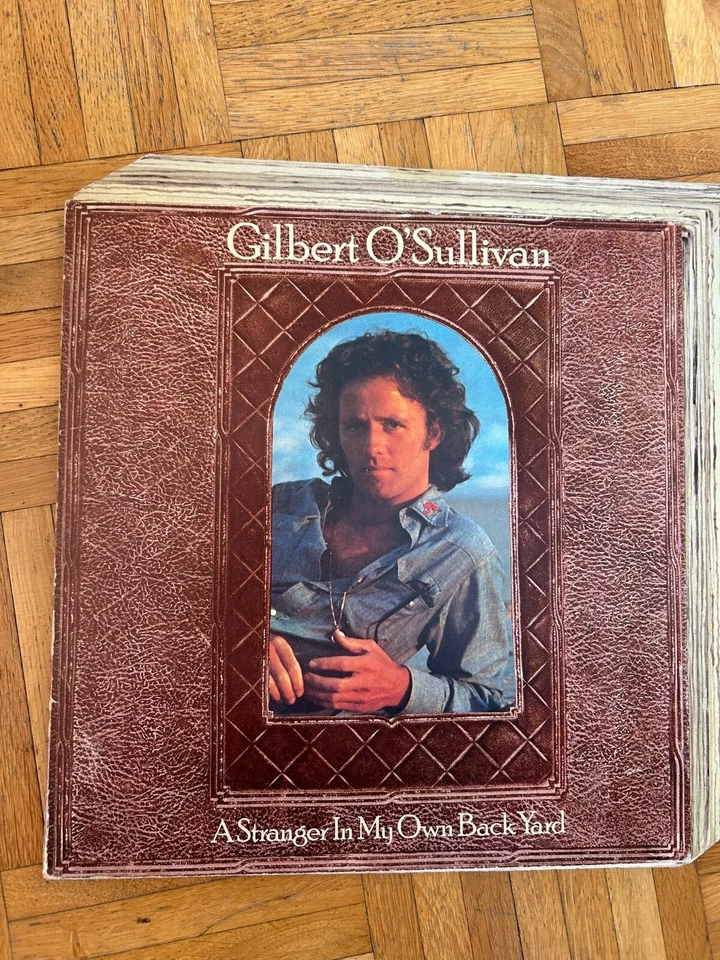 Gilbert O'Sullivan
A Stranger In My Own Back Yard